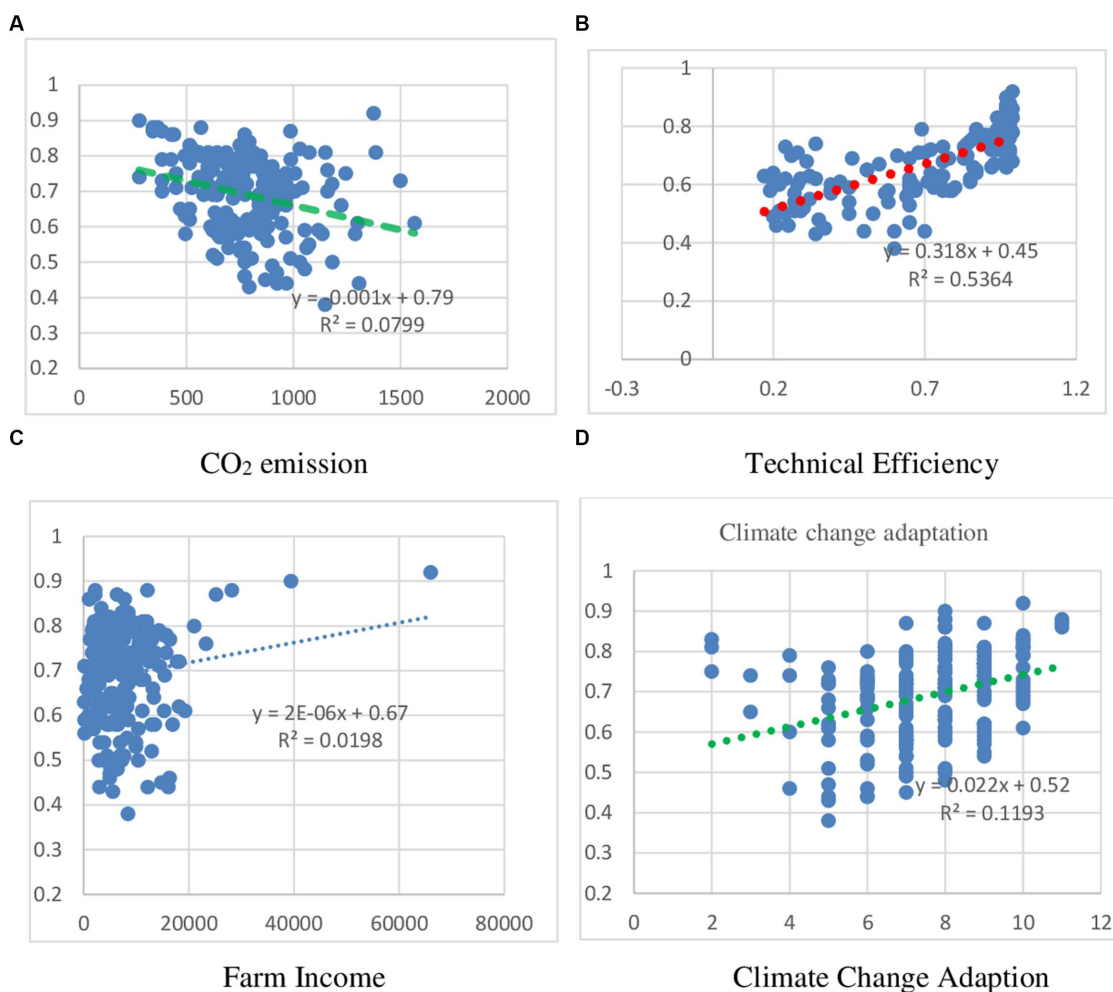 A
1
0.9
0.8
0.7
0.6
0.5
0.4
0.3
0.2
y = -0.001x + 0.79
R² = 0.0799
0 500 1000 1500 2000
CO₂ emission
B
1
0.8
0.6
0.4
0.2
0
y = 0.318x + 0.45
R² = 0.5364
-0.3 0.2 0.7 1.2
Technical Efficiency
C
1
0.9
0.8
0.7
0.6
0.5
0.4
0.3
0.2
y = 2E-06x + 0.67
R² = 0.0198
0 20000 40000 60000 80000
Farm Income
D
Climate change adaptation
1
0.9
0.8
0.7
0.6
0.5
0.4
0.3
0.2
y = 0.022x + 0.52
R² = 0.1193
0 2 4 6 8 10 12
Climate Change Adaption